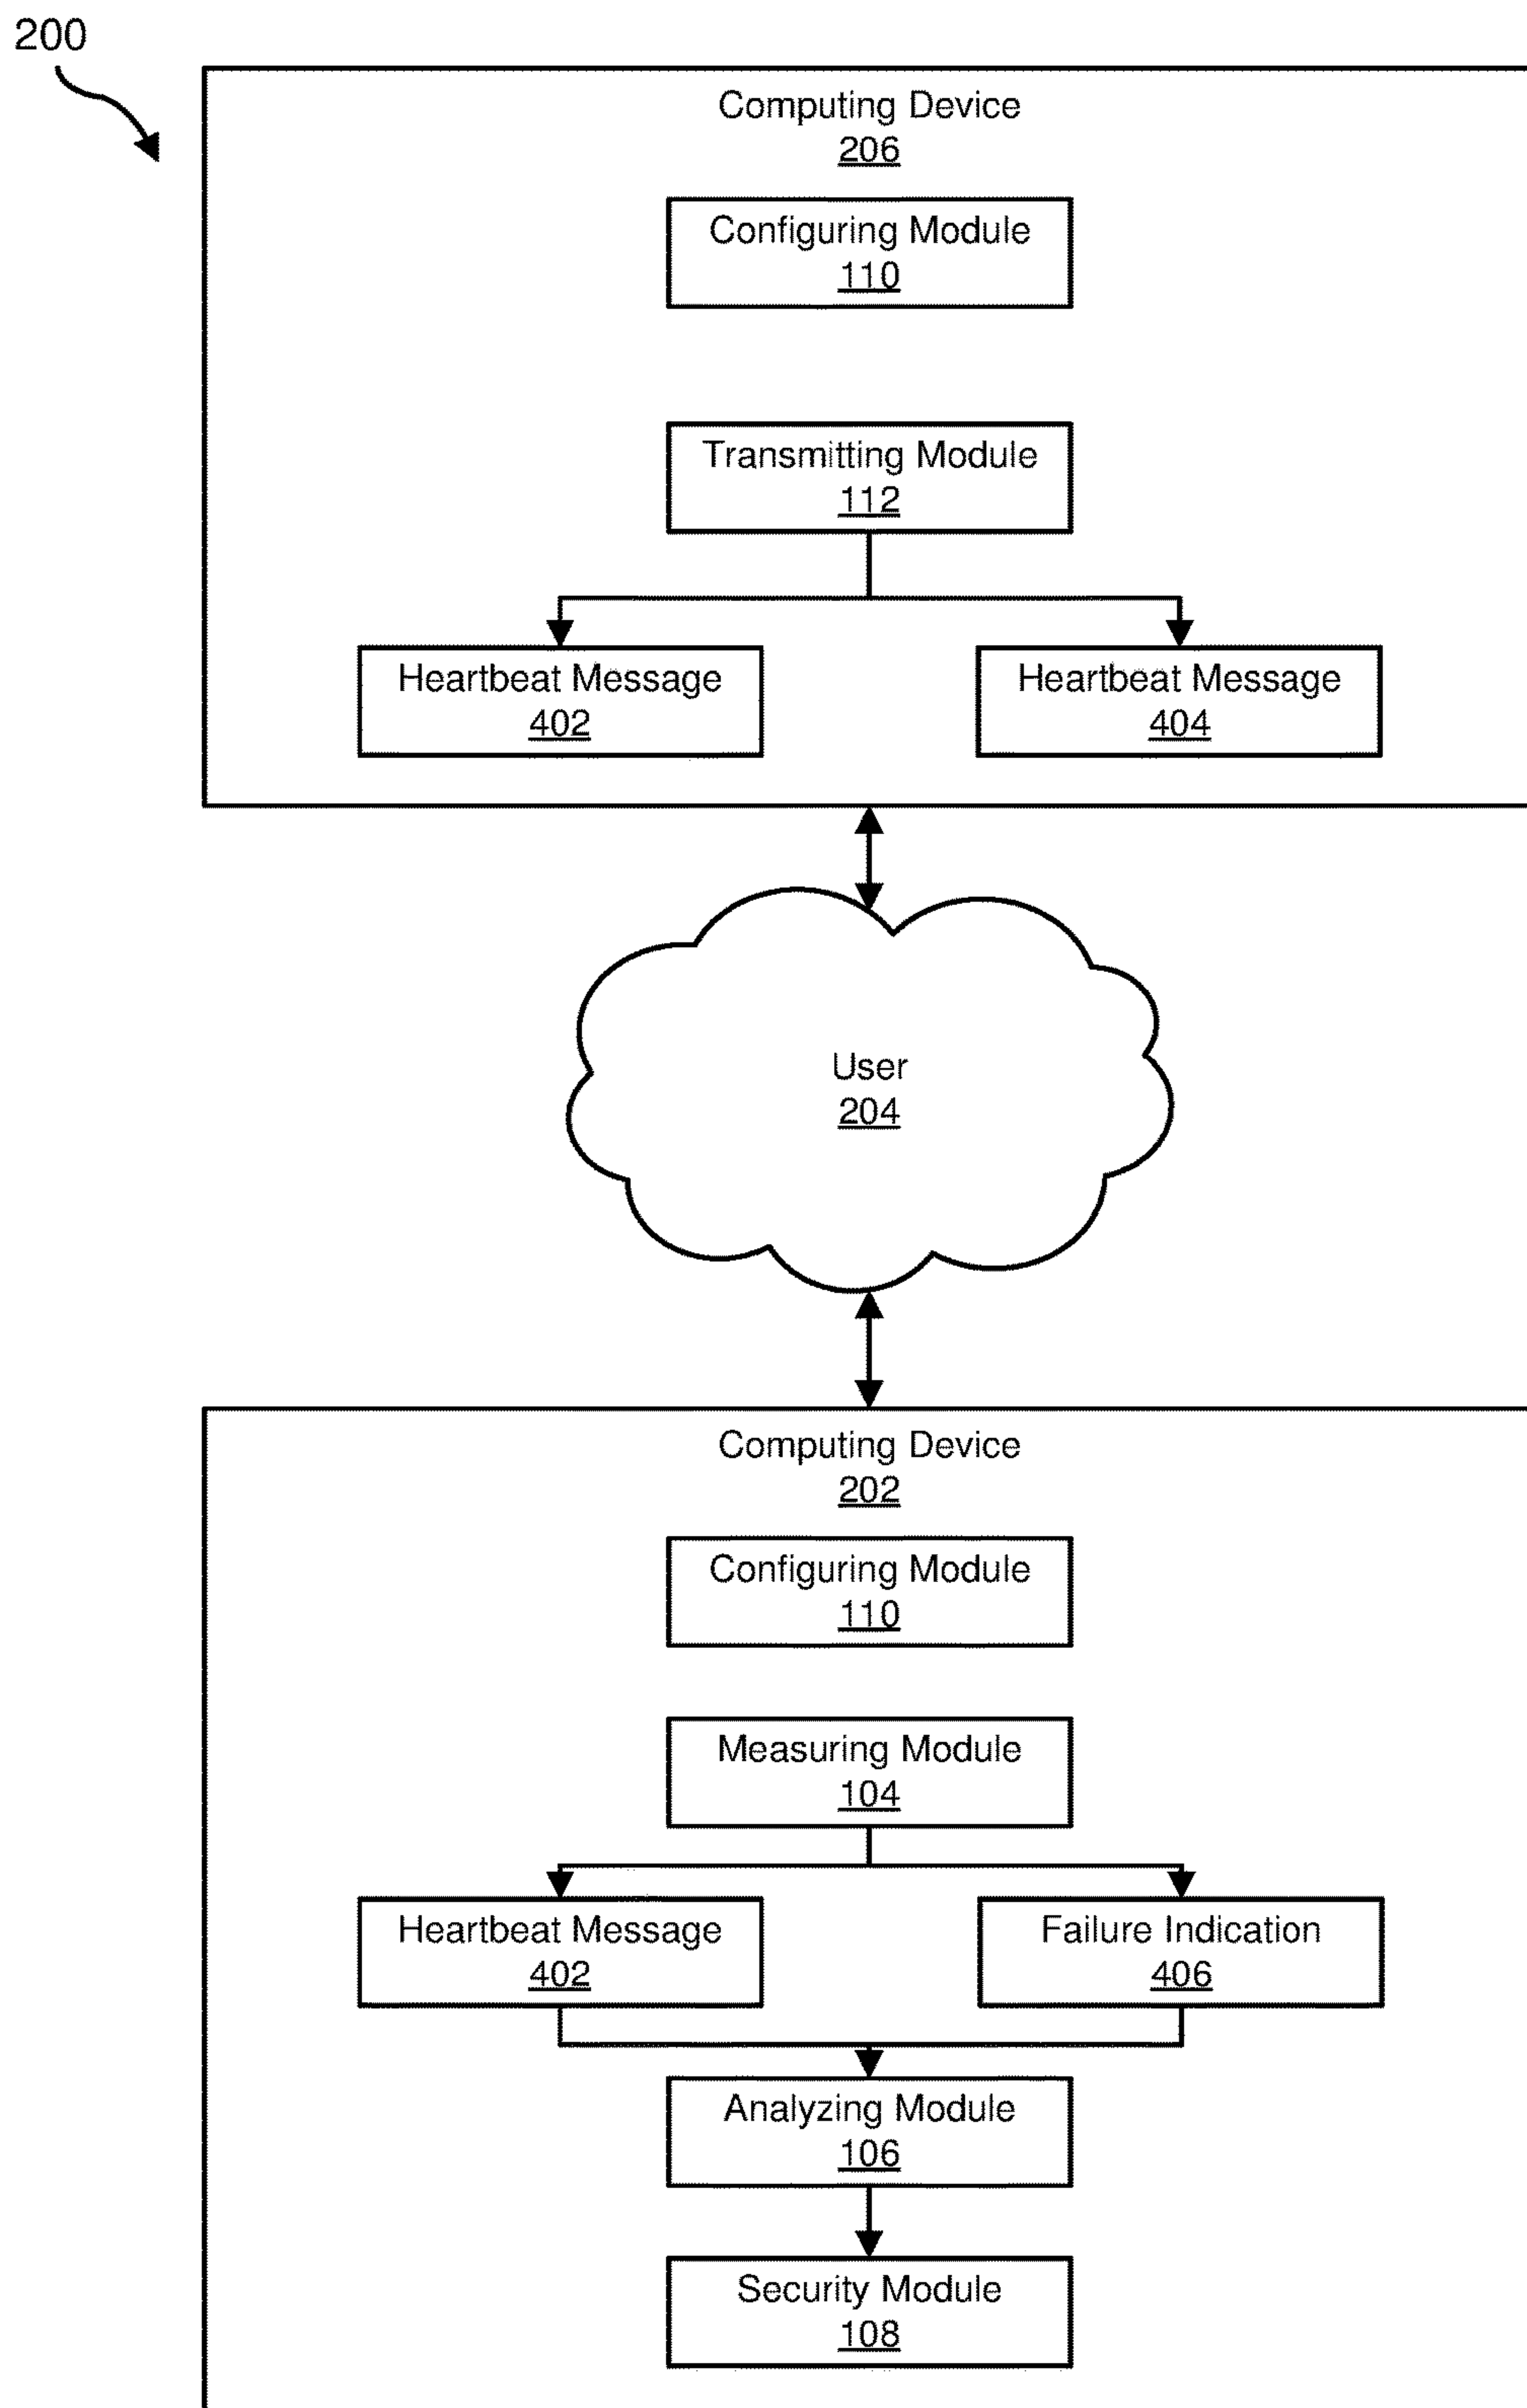 200
Computing Device
206
Configuring Module
110
Transmitting Module
112
Heartbeat Message
402
Heartbeat Message
404
User
204
Computing Device
202
Configuring Module
110
Measuring Module
104
Heartbeat Message
402
Failure Indication
406
Analyzing Module
106
Security Module
108